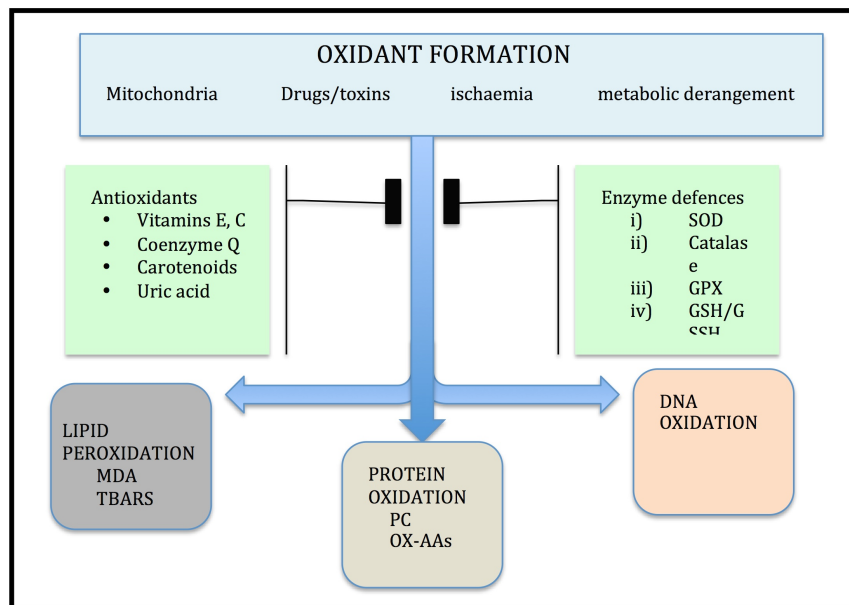 OXIDANT FORMATION
Mitochondria Drugs/toxins ischaemia metabolic derangement
Antioxidants
• Vitamins E, C
• Coenzyme Q
• Carotenoids
• Uric acid
Enzyme defences
i) SOD
ii) Catalas
e
iii) GPX
iv) GSH/G
SSH
LIPID
PEROXIDATION
MDA
TBARS
PROTEIN
OXIDATION
PC
OX-AAs
DNA
OXIDATION